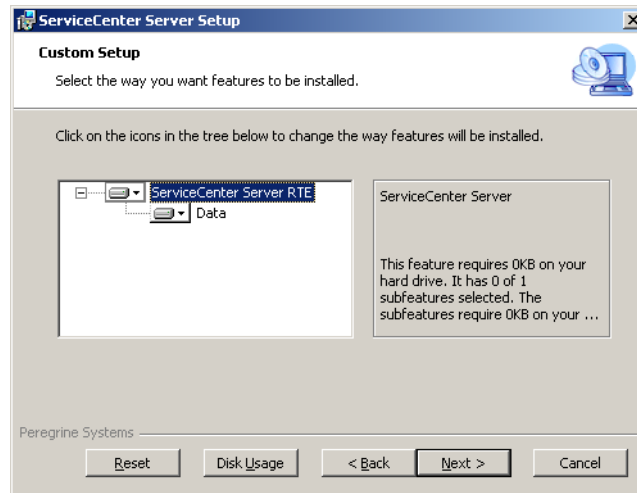 ServiceCenter Server Setup
Custom Setup
Select the way you want features to be installed.
Click on the icons in the tree below to change the way features will be installed.
ServiceCenter Server RTE
Data
ServiceCenter Server
This feature requires 0KB on your
hard drive. It has 0 of 1
subfeatures selected. The
subfeatures require 0KB on your ...
Peregrine Systems
Reset
Disk Usage
< Back
Next >
Cancel